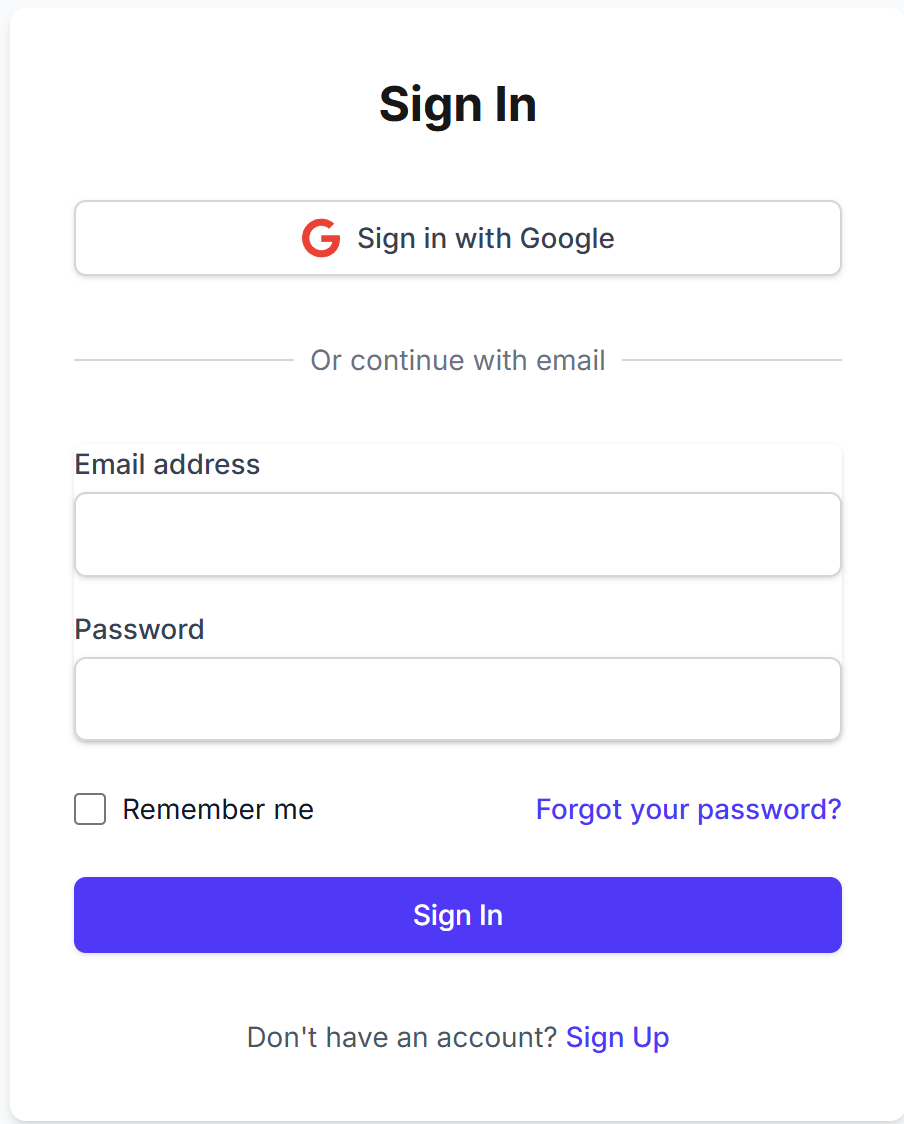 Sign In
Sign in with Google
Or continue with email
Email address
Password
Remember me
Forgot your password?
Sign In
Don't have an account? Sign Up